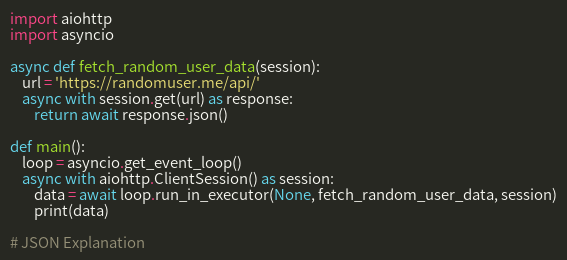 import aiohttp
import asyncio
async def fetch_random_user_data(session):
url = 'https://randomuser.me/api/'
async with session.get(url) as response:
return await response.json()
def main():
loop = asyncio.get_event_loop()
async with aiohttp.ClientSession() as session:
data = await loop.run_in_executor(None, fetch_random_user_data, session)
print(data)
# JSON Explanation